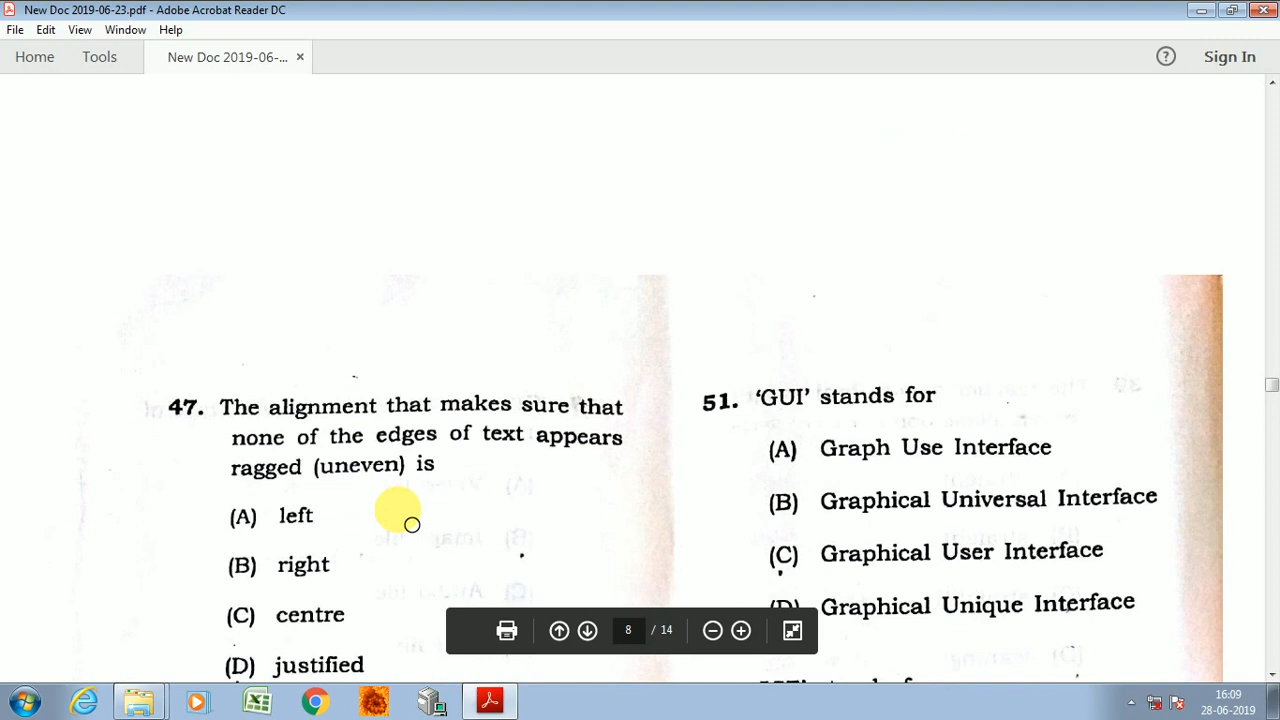 New Doc 2019-06-23.pdf - Adobe Acrobat Reader DC
File Edit View Window Help
Home Tools New Doc 2019-06-... × ? Sign In
47. The alignment that makes sure that
none of the edges of text appears
ragged (uneven) is
(A) left
(B) right
(C) centre
(D) justified
51. 'GUI' stands for
(A) Graph Use Interface
(B) Graphical Universal Interface
(C) Graphical User Interface
(D) Graphical Unique Interface
8 / 14
16:09
28-06-2019